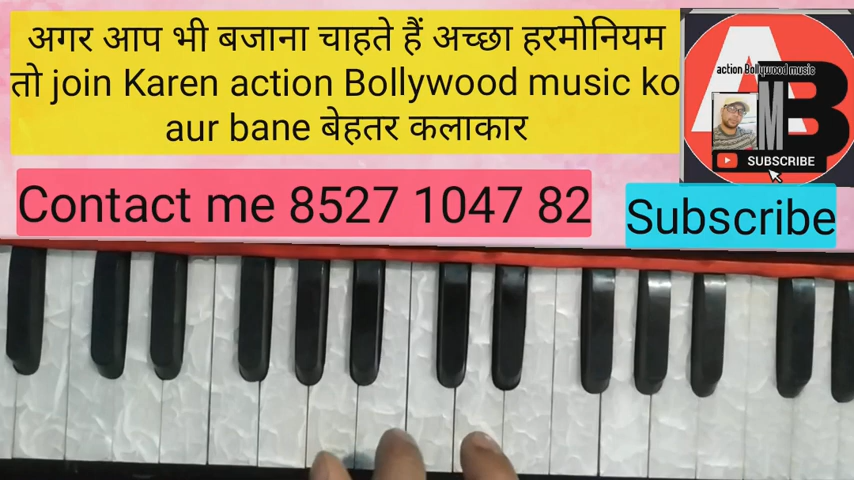 अगर आप भी बजाना चाहते हैं अच्छा हरमोनियम
तो join Karen action Bollywood music ko
aur bane बेहतर कलाकार
action Bollywood music
AMB
SUBSCRIBE
Contact me 8527 1047 82
Subscribe